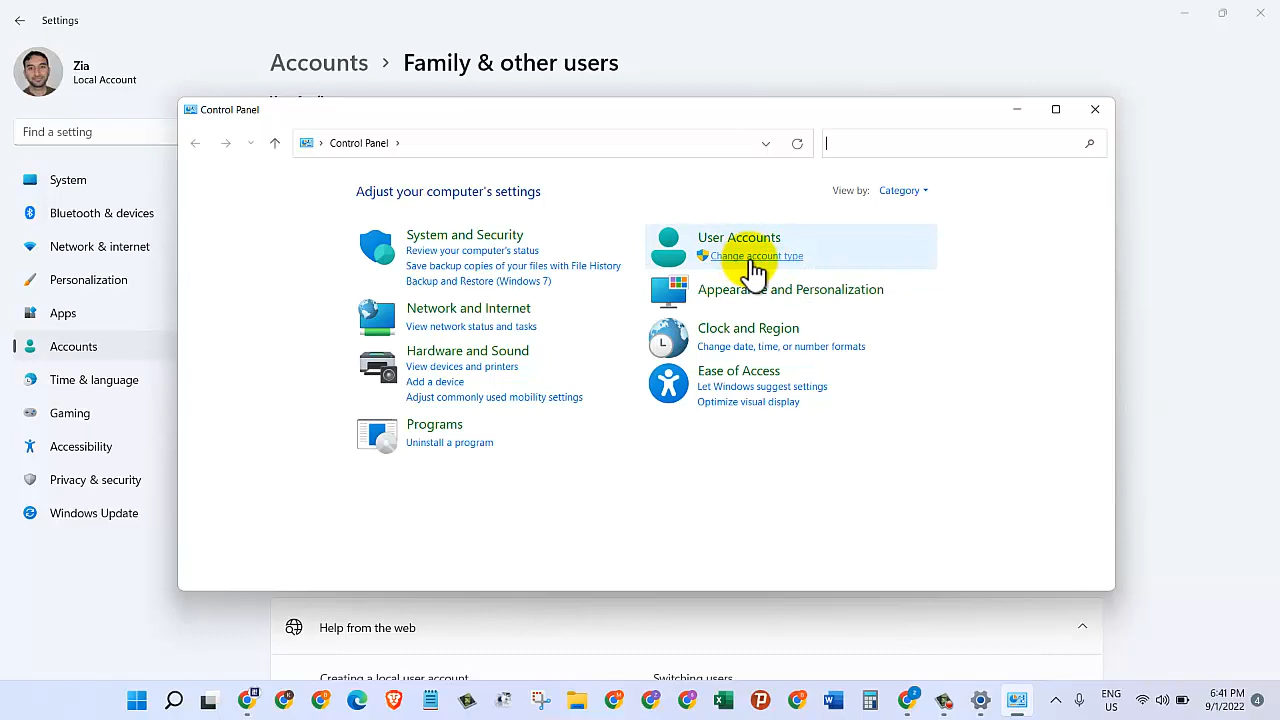 Settings
Zia
Local Account
Find a setting
System
Bluetooth & devices
Network & internet
Personalization
Apps
Accounts
Time & language
Gaming
Accessibility
Privacy & security
Windows Update
Accounts › Family & other users
Control Panel
Control Panel
Adjust your computer's settings
View by: Category
System and Security
Review your computer's status
Save backup copies of your files with File History
Backup and Restore (Windows 7)
Network and Internet
View network status and tasks
Hardware and Sound
View devices and printers
Add a device
Adjust commonly used mobility settings
Programs
Uninstall a program
User Accounts
Change account type
Appearance and Personalization
Clock and Region
Change date, time, or number formats
Ease of Access
Let Windows suggest settings
Optimize visual display
Help from the web
Creating a local user account
Switching users
ENG
US
6:41 PM
9/1/2022
4